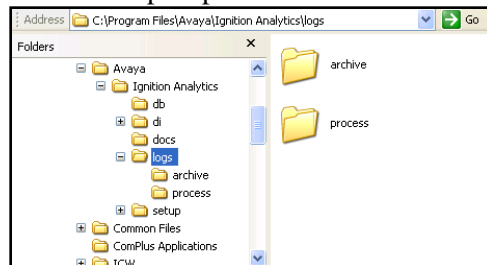 Address C:\Program Files\Avaya\Ignition Analytics\logs Go
Folders x
Avaya
Ignition Analytics
db
di
docs
logs
archive
process
setup
Common Files
ComPlus Applications
ICW
archive
process